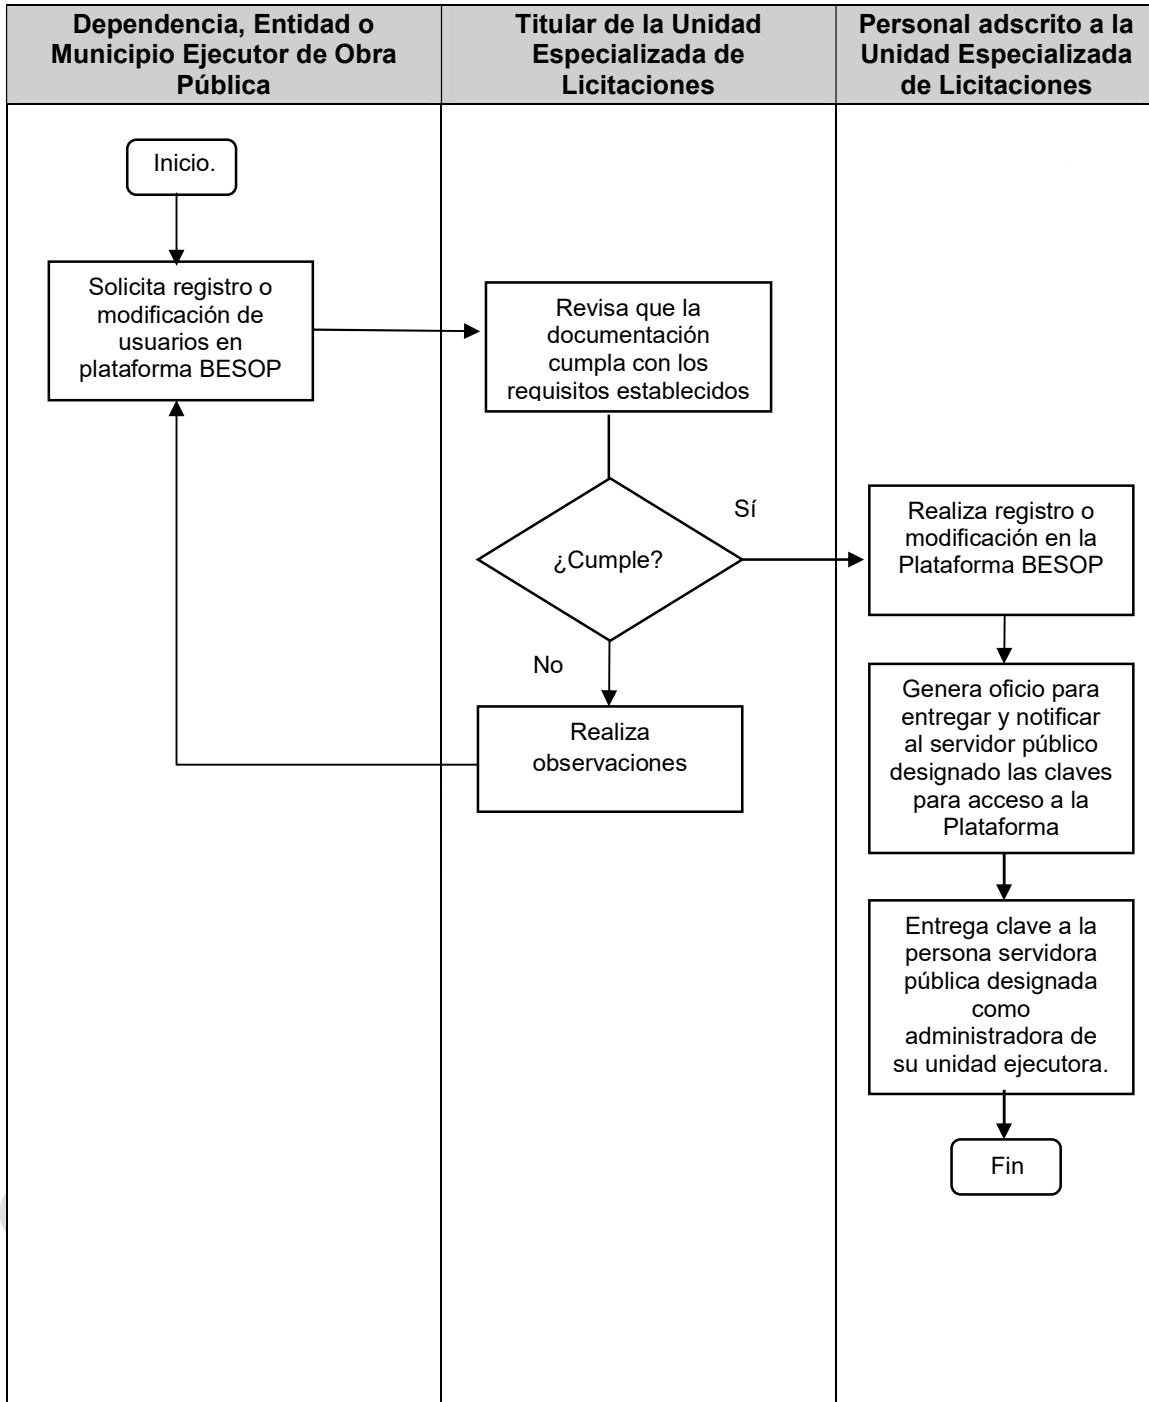 Dependencia, Entidad o
Municipio Ejecutor de Obra
Pública
Titular de la Unidad
Especializada de
Licitaciones
Personal adscrito a la
Unidad Especializada
de Licitaciones
Inicio.
Solicita registro o
modificación de
usuarios en
plataforma BESOP
Revisa que la
documentación
cumpla con los
requisitos establecidos
¿Cumple?
Sí
No
Realiza
observaciones
Realiza registro o
modificación en la
Plataforma BESOP
Genera oficio para
entregar y notificar
al servidor público
designado las claves
para acceso a la
Plataforma
Entrega clave a la
persona servidora
pública designada
como
administradora de
su unidad ejecutora.
Fin